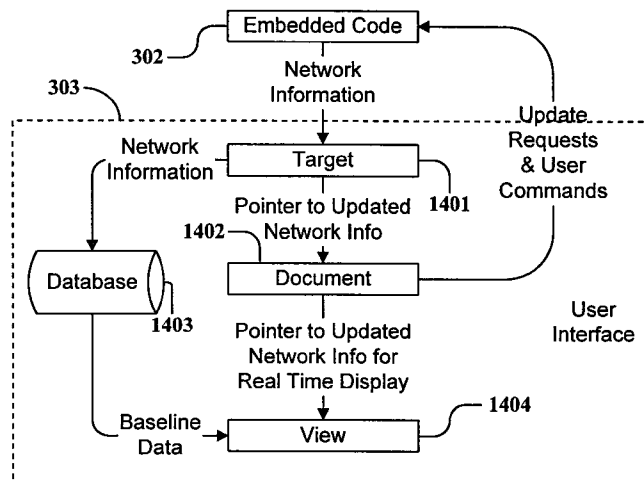 Embedded Code
302
Network
Information
303
Update
Requests
& User
Commands
Network
Information
Target
1401
Pointer to Updated
Network Info
1402
Document
Database
1403
User
Interface
Pointer to Updated
Network Info for
Real Time Display
Baseline
Data
View
1404